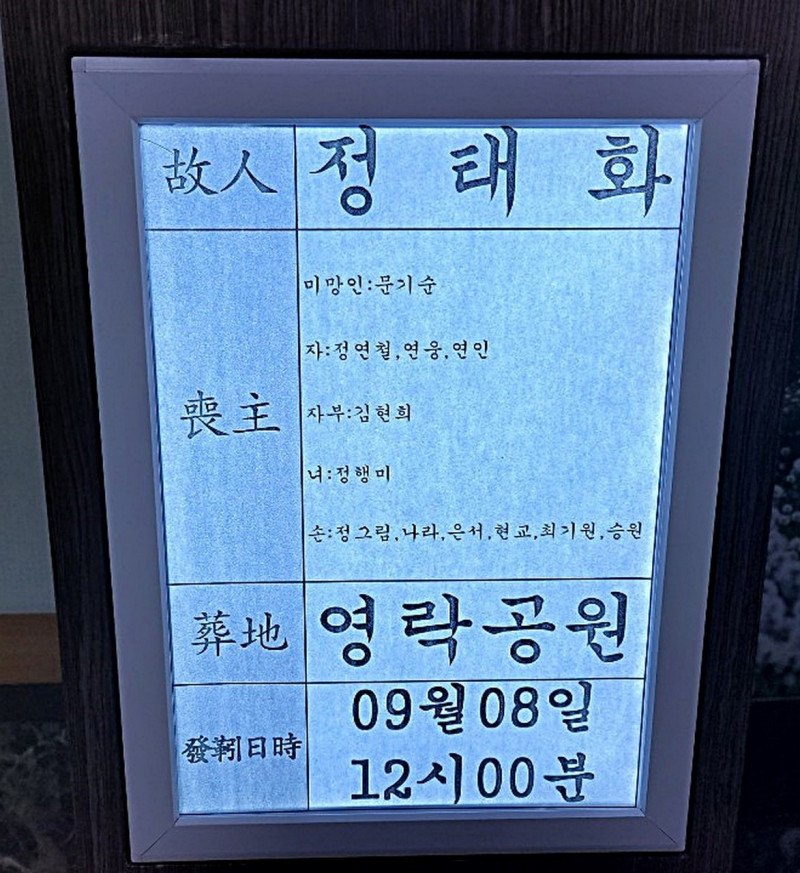 故人 정태화
喪主
미망인:문기순
자:정연철,연웅,연인
자부:김현희
녀:정행미
손:정그림,나라,은서,현교,최기원,승원
葬地 영락공원
發靷日時
09월08일
12시00분